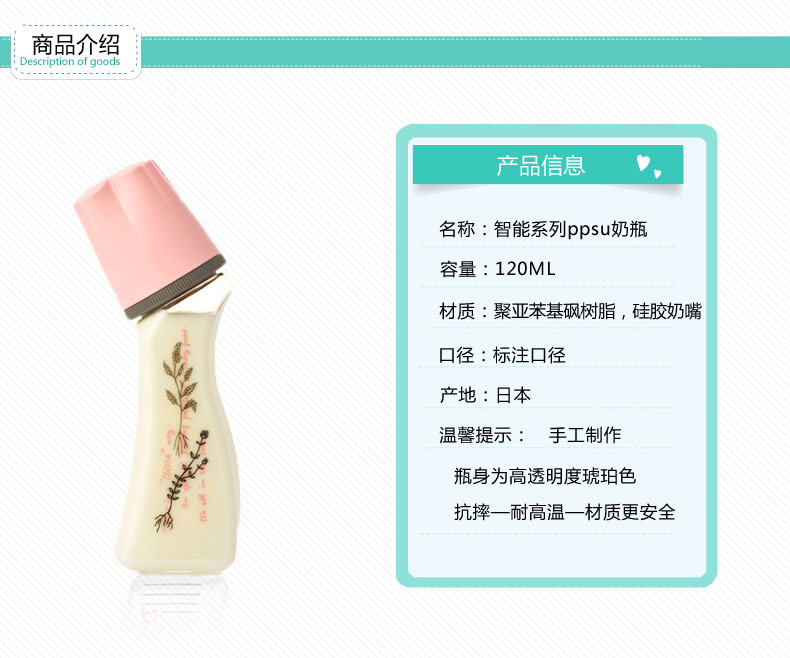 商品介绍
Description of goods
产品信息
名称：智能系列ppsu奶瓶
容量：120ML
材质：聚亚苯基砜树脂，硅胶奶嘴
口径：标注口径
产地：日本
温馨提示： 手工制作
瓶身为高透明度琥珀色
抗摔—耐高温—材质更安全
"Betta"